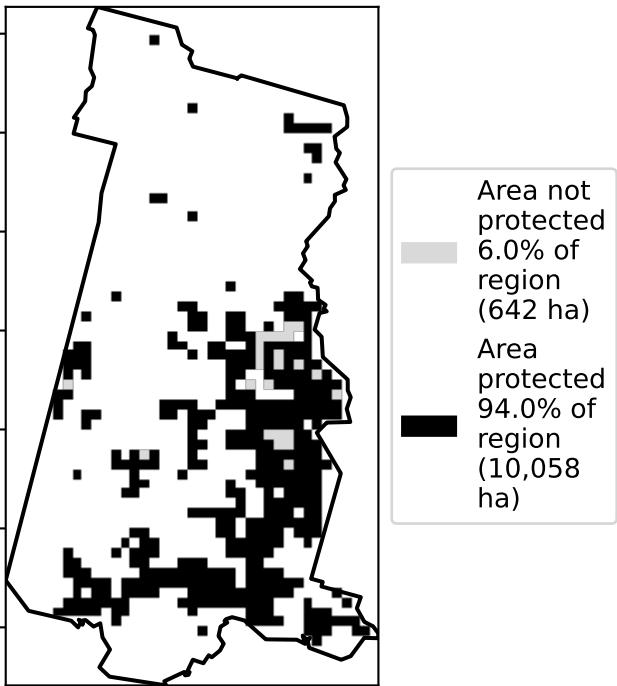 Area not
protected
6.0% of
region
(642 ha)
Area
protected
94.0% of
region
(10,058
ha)